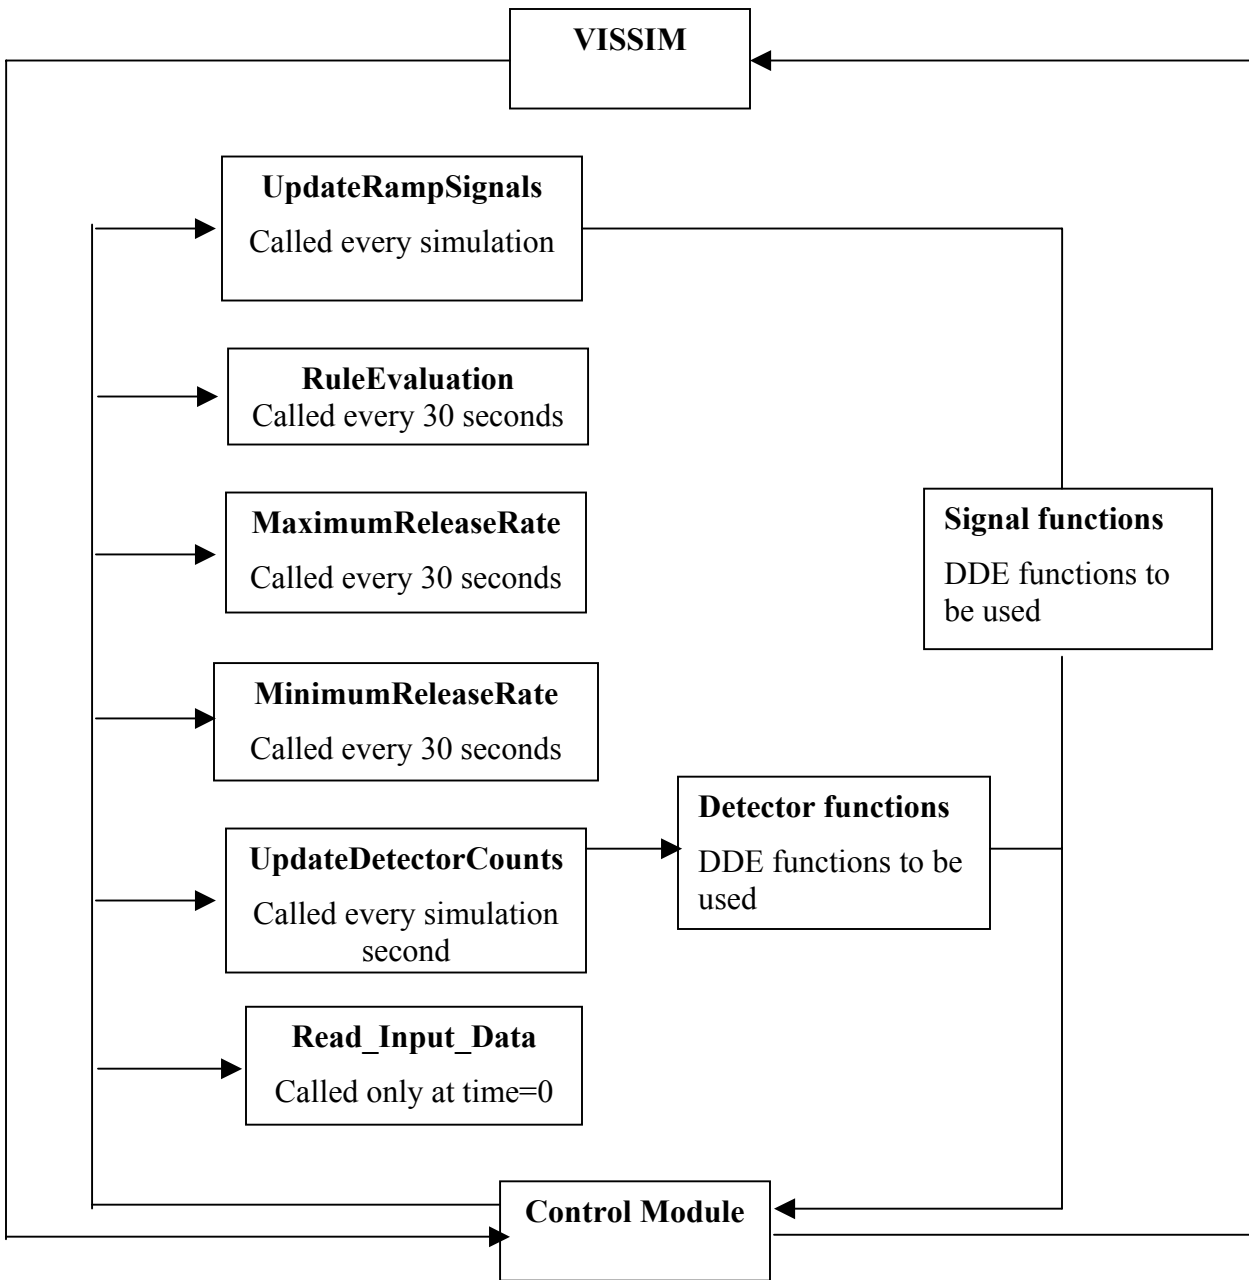 VISSIM
UpdateRampSignals
Called every simulation
RuleEvaluation
Called every 30 seconds
MaximumReleaseRate
Called every 30 seconds
Signal functions
DDE functions to
be used
MinimumReleaseRate
Called every 30 seconds
Detector functions
DDE functions to be
used
UpdateDetectorCounts
Called every simulation
second
Read_Input_Data
Called only at time=0
Control Module